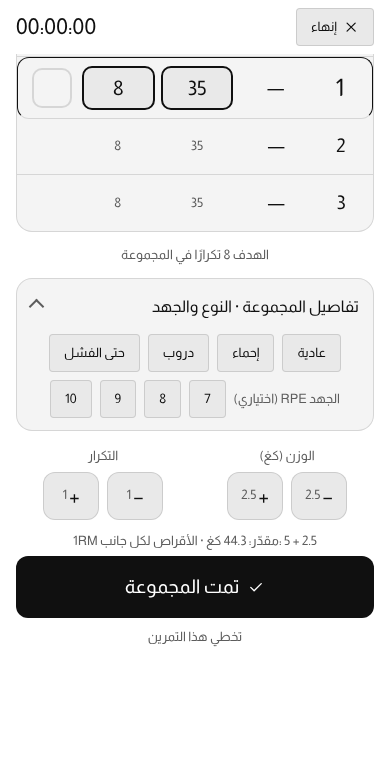 إنهاء 00:00:00
1 — 35 8
2 — 35 8
3 — 35 8
الهدف 8 تكرارًا في المجموعة
تفاصيل المجموعة · النوع والجهد
عادية إحماء دروب حتى الفشل
الجهد RPE (اختياري) 7 8 9 10
الوزن (كغ) التكرار
−2.5 +2.5 −1 +1
1RM مقدّر: 44.3 كغ · الأقراص لكل جانب: 5 + 2.5
تمت المجموعة
تخطي هذا التمرين